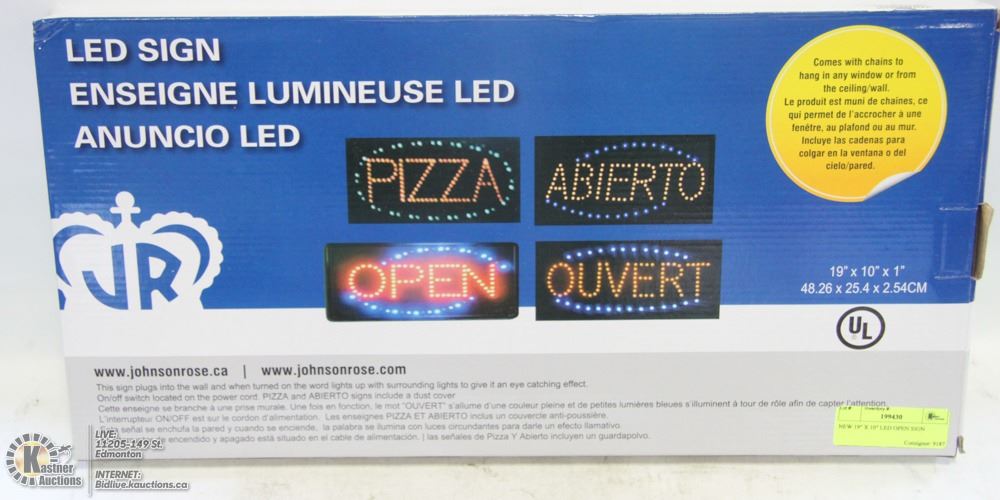 LED SIGN
ENSEIGNE LUMINEUSE LED
ANUNCIO LED
Comes with chains to
hang in any window or from
the ceiling/wall.
Le produit est muni de chaînes, ce
qui permet de l'accrocher à une
fenêtre, au plafond ou au mur.
Incluye las cadenas para
colgar en la ventana o del
cielo/pared.
PIZZA
ABIERTO
OPEN
OUVERT
JR
19" x 10" x 1"
48.26 x 25.4 x 2.54CM
UL
www.johnsonrose.ca | www.johnsonrose.com
This sign plugs into the wall and when turned on the word lights up with surrounding lights to give it an eye catching effect.
On/off switch located on the power cord. PIZZA and ABIERTO signs include a dust cover
Cette enseigne se branche à une prise murale. Une fois en fonction, le mot "OUVERT" s'allume d'une couleur pleine et de petites lumières bleues s'illuminent à tour de rôle afin de capter l'attention.
L'interrupteur ON/OFF est sur le cordon d'alimentation. Les enseignes PIZZA ET ABIERTO inclus un couvercle anti-poussière.
señal se enchufa la pared y cuando se enciende, la palabra se ilumina con luces circundantes para darle un efecto llamativo.
de encendido y apagado está situado en el cable de alimentación. | las señales de Pizza Y Abierto incluyen un guardapolvo.
Lot # Inventory #
199430
NEW 19" X 10" LED OPEN SIGN
Consignor: 9187
K
Kastner
Auctions
LIVE:
11205-149 St.
Edmonton
INTERNET:
Bidlive.kauctions.ca